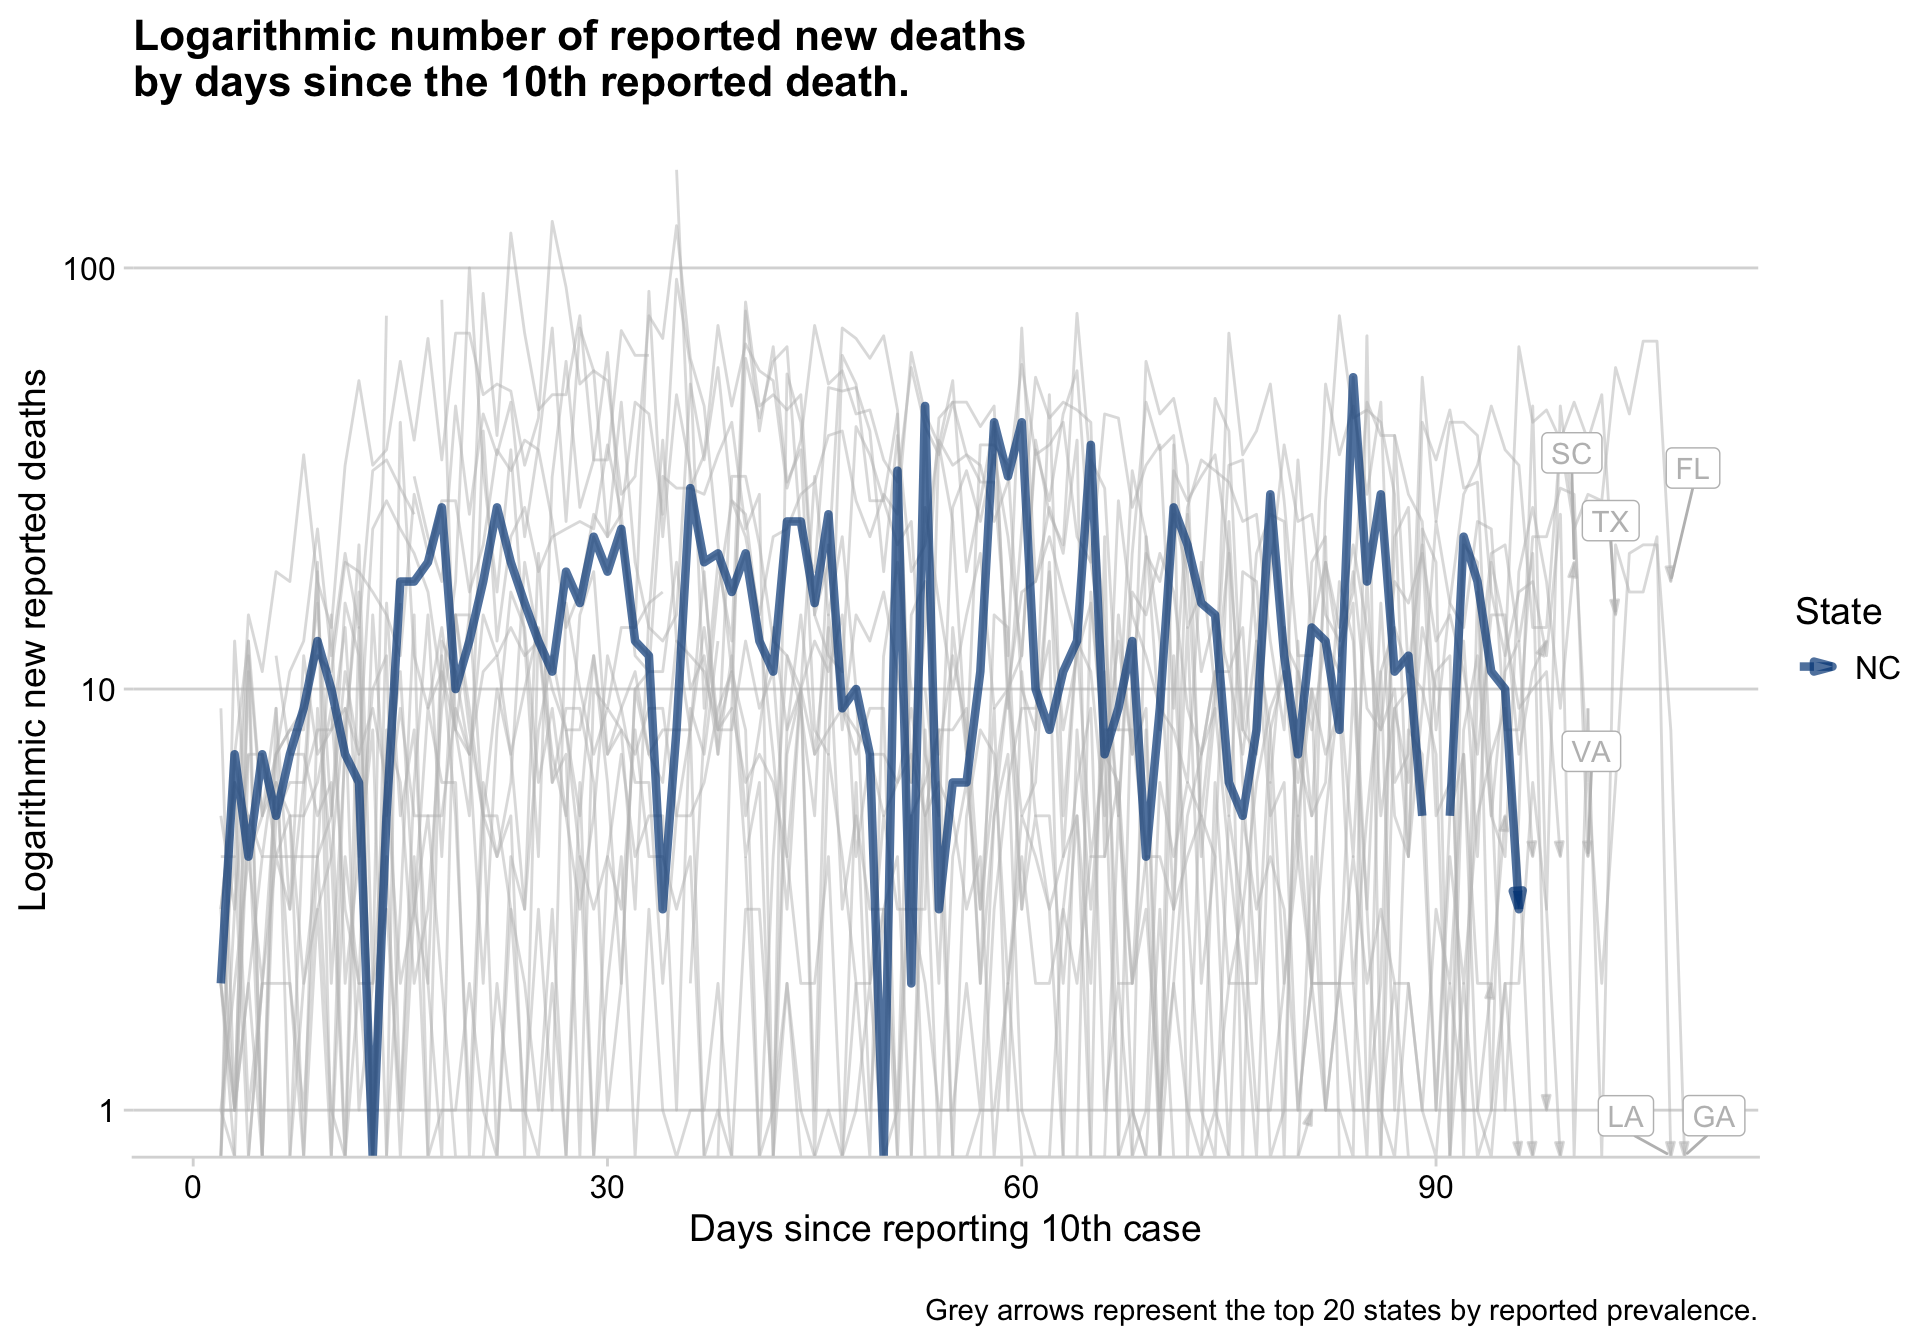 Logarithmic number of reported new deaths
by days since the 10th reported death.
Logarithmic new reported deaths
100
10
1
SC
FL
TX
VA
LA
GA
State
NC
0
30
60
90
Days since reporting 10th case
Grey arrows represent the top 20 states by reported prevalence.